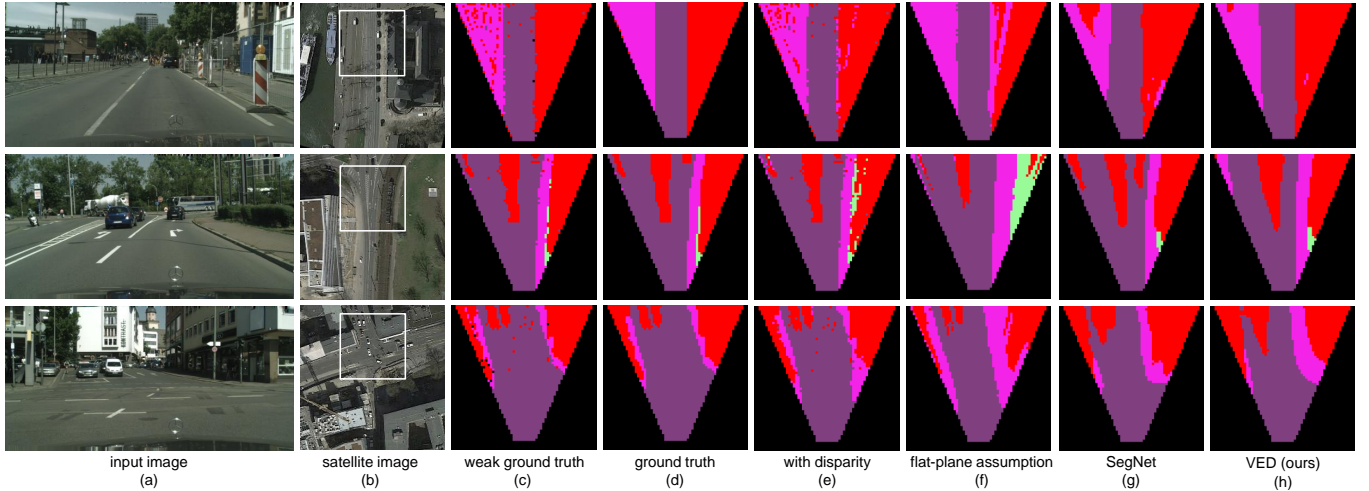 input image
(a)
satellite image
(b)
weak ground truth
(c)
ground truth
(d)
with disparity
(e)
flat-plane assumption
(f)
SegNet
(g)
VED (ours)
(h)